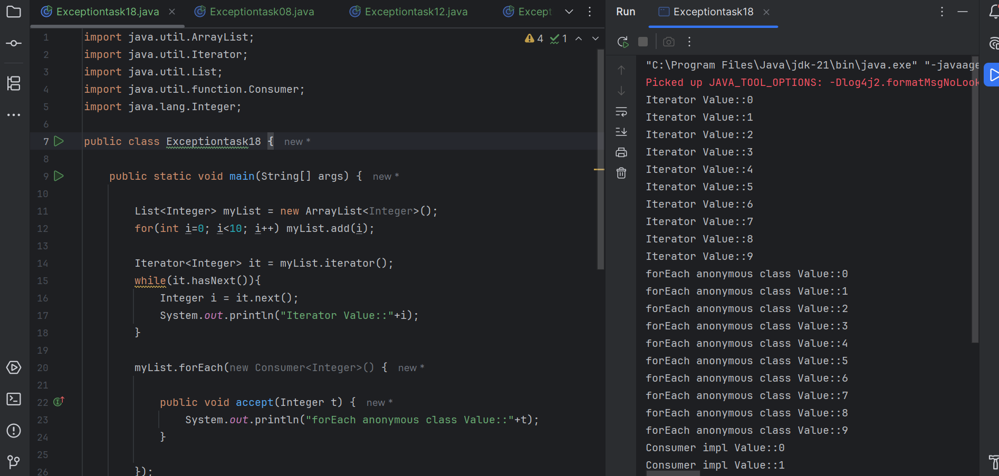 Exceptiontask18.java
Exceptiontask08.java
Exceptiontask12.java
Except
Run
Exceptiontask18
4
1
1 import java.util.ArrayList;
2 import java.util.Iterator;
3 import java.util.List;
4 import java.util.function.Consumer;
5 import java.lang.Integer;
6
7 public class Exceptiontask18 { new *
8
9 public static void main(String[] args) { new *
10
11 List<Integer> myList = new ArrayList<Integer>();
12 for(int i=0; i<10; i++) myList.add(i);
13
14 Iterator<Integer> it = myList.iterator();
15 while(it.hasNext()){
16 Integer i = it.next();
17 System.out.println("Iterator Value::"+i);
18 }
19
20 myList.forEach(new Consumer<Integer>() { new *
21
22 public void accept(Integer t) { new *
23 System.out.println("forEach anonymous class Value::"+t);
24 }
25
26 });
"C:\Program Files\Java\jdk-21\bin\java.exe" "-javaage
Picked up JAVA_TOOL_OPTIONS: -Dlog4j2.formatMsgNoLook
Iterator Value::0
Iterator Value::1
Iterator Value::2
Iterator Value::3
Iterator Value::4
Iterator Value::5
Iterator Value::6
Iterator Value::7
Iterator Value::8
Iterator Value::9
forEach anonymous class Value::0
forEach anonymous class Value::1
forEach anonymous class Value::2
forEach anonymous class Value::3
forEach anonymous class Value::4
forEach anonymous class Value::5
forEach anonymous class Value::6
forEach anonymous class Value::7
forEach anonymous class Value::8
forEach anonymous class Value::9
Consumer impl Value::0
Consumer impl Value::1